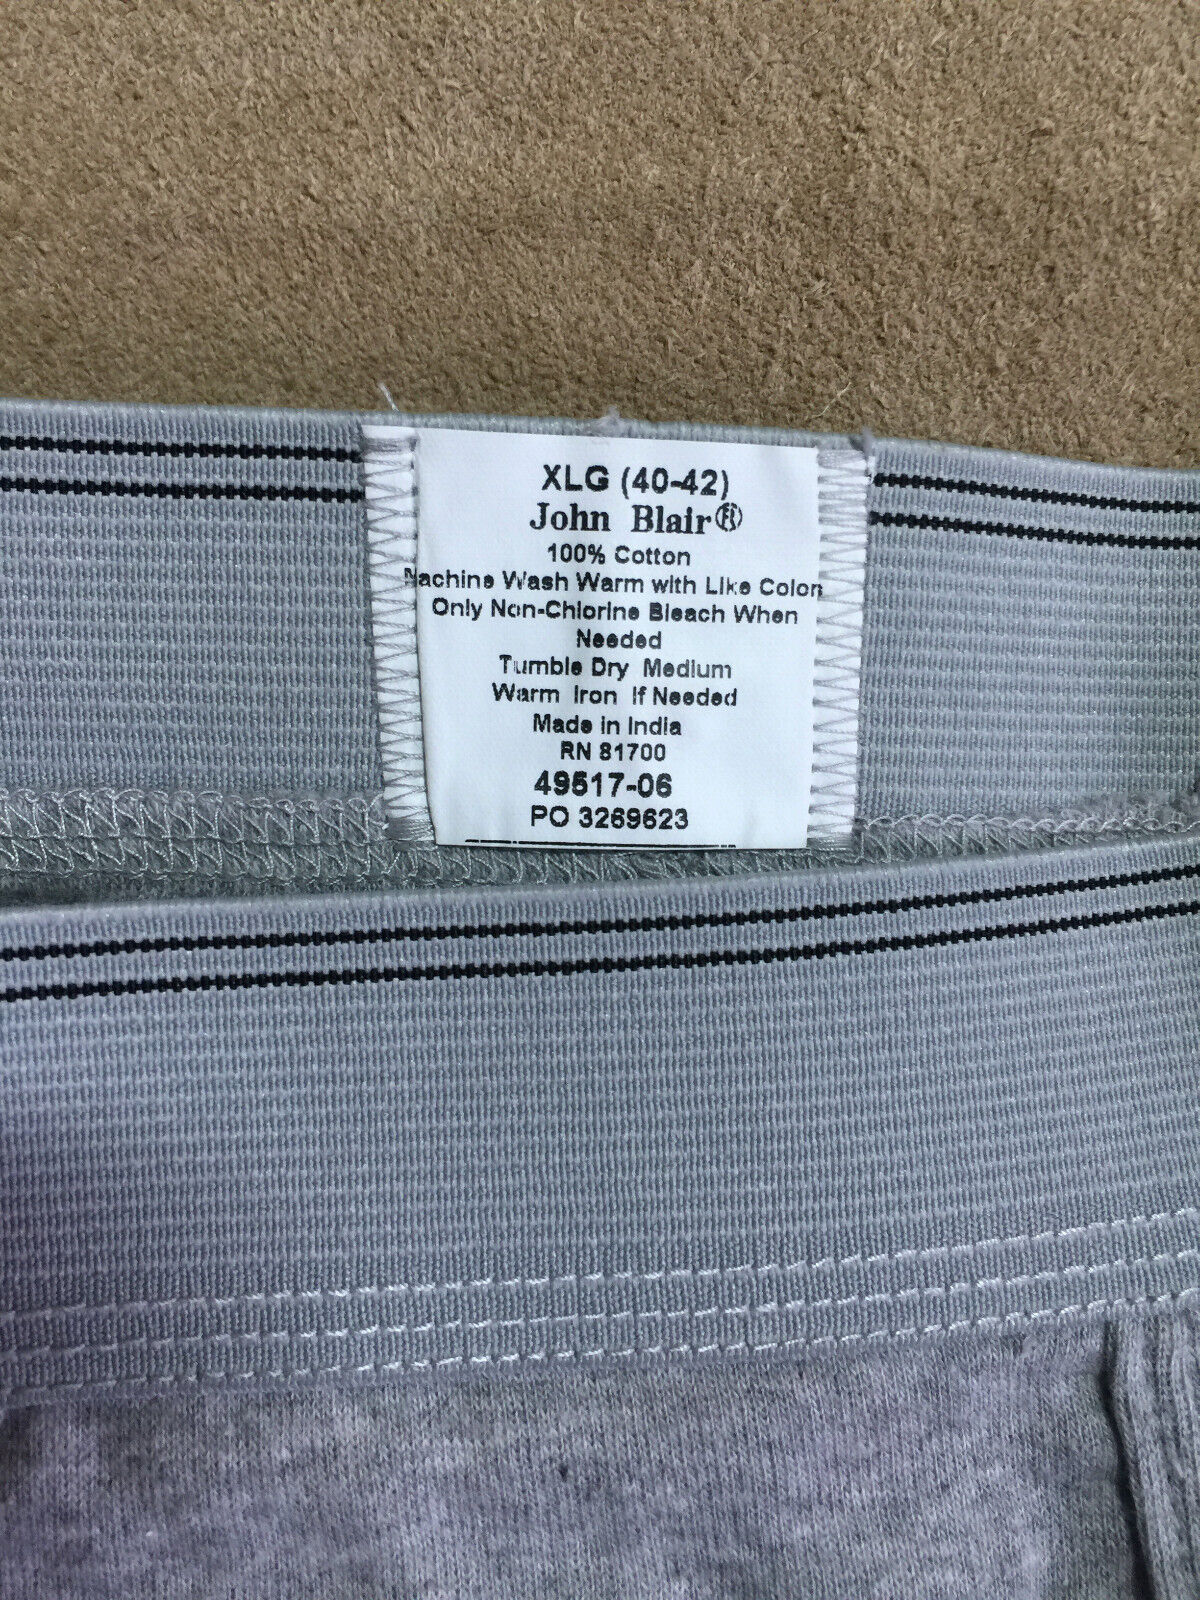 XLG (40-42)
John Blair®
100% Cotton
Machine Wash Warm with Like Colors
Only Non-Chlorine Bleach When
Needed
Tumble Dry Medium
Warm Iron If Needed
Made in India
RN 81700
49517-06
PO 3269623